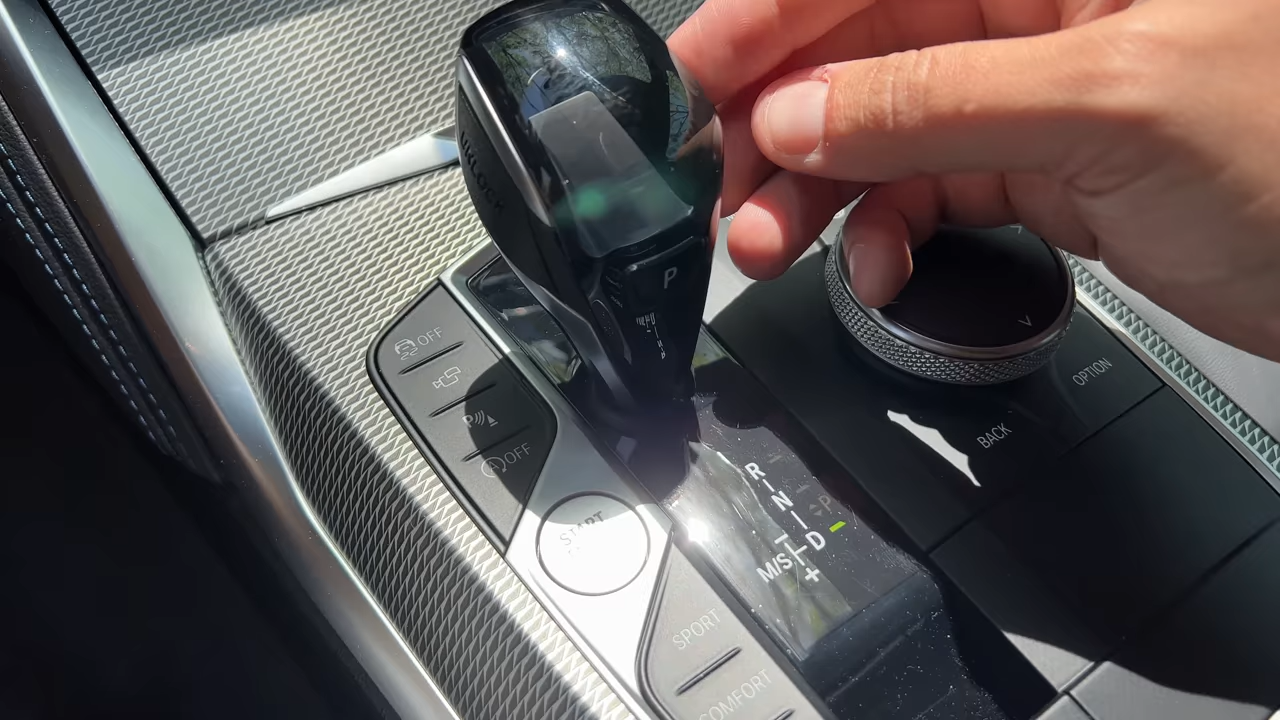 UNLOCK
P
OFF
P
OFF
START
R
N
P
D
M/S
+
SPORT
COMFORT
OPTION
BACK